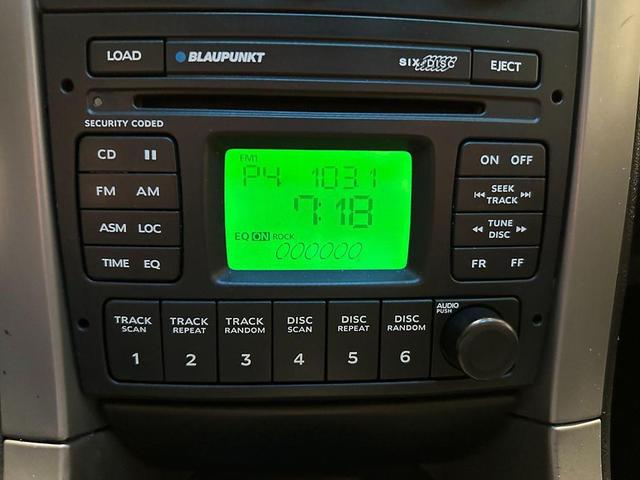 LOAD
BLAUPUNKT
SIX DISC
EJECT
SECURITY CODED
CD
FM AM
ASM LOC
TIME EQ
FM1
P4 103.1
7:18
EQ ON ROCK
ON OFF
SEEK
TRACK
TUNE
DISC
FR FF
TRACK SCAN 1
TRACK REPEAT 2
TRACK RANDOM 3
DISC SCAN 4
DISC REPEAT 5
DISC RANDOM 6
AUDIO
PUSH